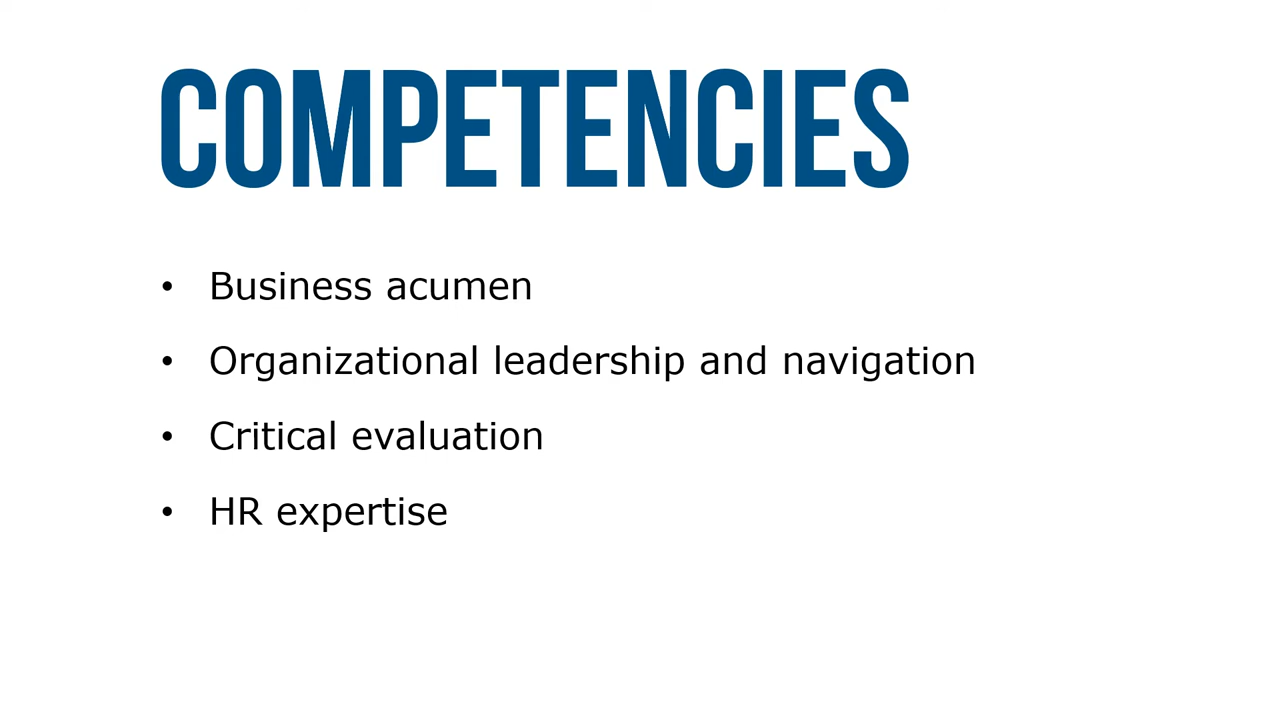 COMPETENCIES
• Business acumen
• Organizational leadership and navigation
• Critical evaluation
• HR expertise